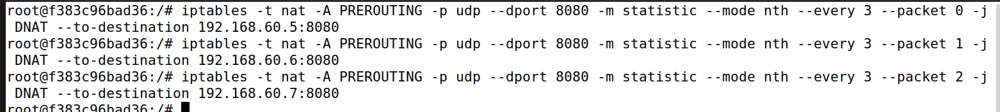 root@f383c96bad36:/# iptables -t nat -A PREROUTING -p udp --dport 8080 -m statistic --mode nth --every 3 --packet 0 -j
 DNAT --to-destination 192.168.60.5:8080
root@f383c96bad36:/# iptables -t nat -A PREROUTING -p udp --dport 8080 -m statistic --mode nth --every 3 --packet 1 -j
 DNAT --to-destination 192.168.60.6:8080
root@f383c96bad36:/# iptables -t nat -A PREROUTING -p udp --dport 8080 -m statistic --mode nth --every 3 --packet 2 -j
 DNAT --to-destination 192.168.60.7:8080
root@f383c96bad36:/#